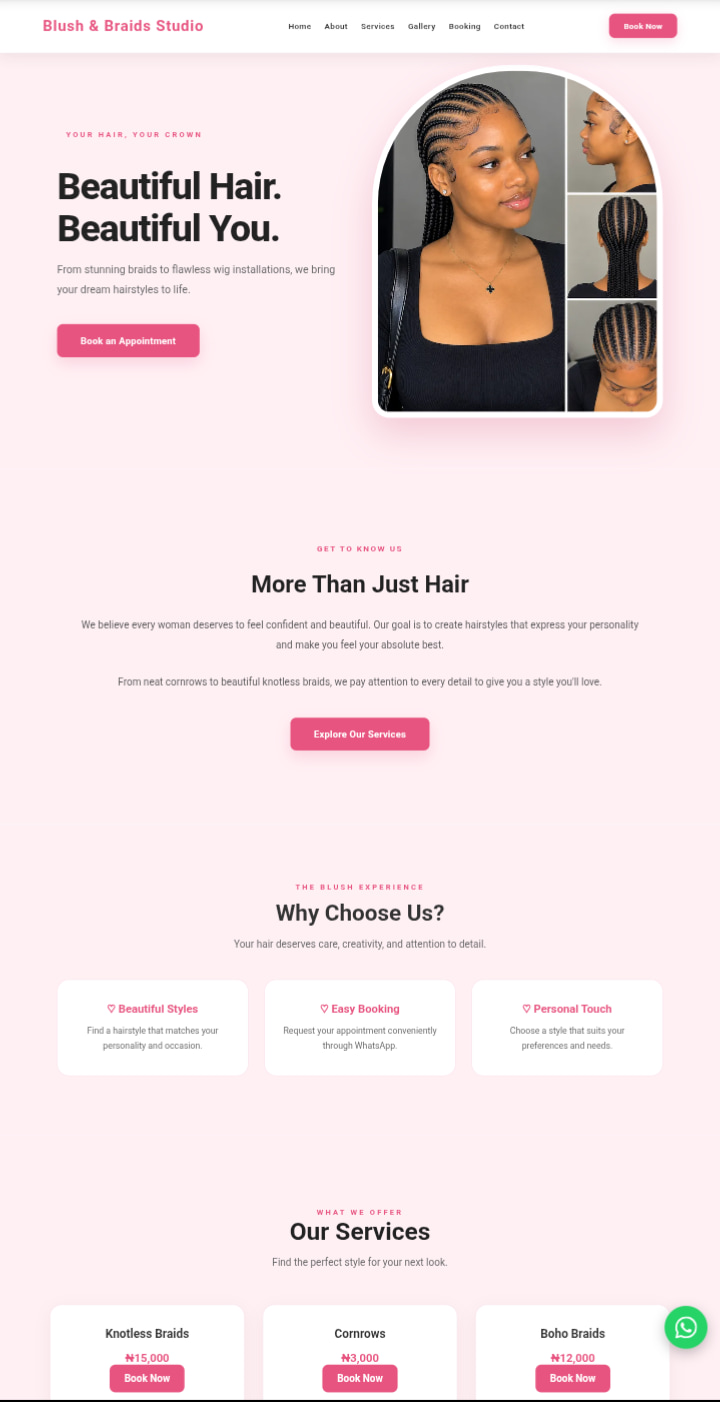 Blush & Braids Studio
Home About Services Gallery Booking Contact
Book Now
YOUR HAIR, YOUR CROWN
Beautiful Hair.
Beautiful You.
From stunning braids to flawless wig installations, we bring
your dream hairstyles to life.
Book an Appointment
GET TO KNOW US
More Than Just Hair
We believe every woman deserves to feel confident and beautiful. Our goal is to create hairstyles that express your personality
and make you feel your absolute best.
From neat cornrows to beautiful knotless braids, we pay attention to every detail to give you a style you'll love.
Explore Our Services
THE BLUSH EXPERIENCE
Why Choose Us?
Your hair deserves care, creativity, and attention to detail.
♡ Beautiful Styles
Find a hairstyle that matches your
personality and occasion.
♡ Easy Booking
Request your appointment conveniently
through WhatsApp.
♡ Personal Touch
Choose a style that suits your
preferences and needs.
WHAT WE OFFER
Our Services
Find the perfect style for your next look.
Knotless Braids
₦15,000
Book Now
Cornrows
₦3,000
Book Now
Boho Braids
₦12,000
Book Now